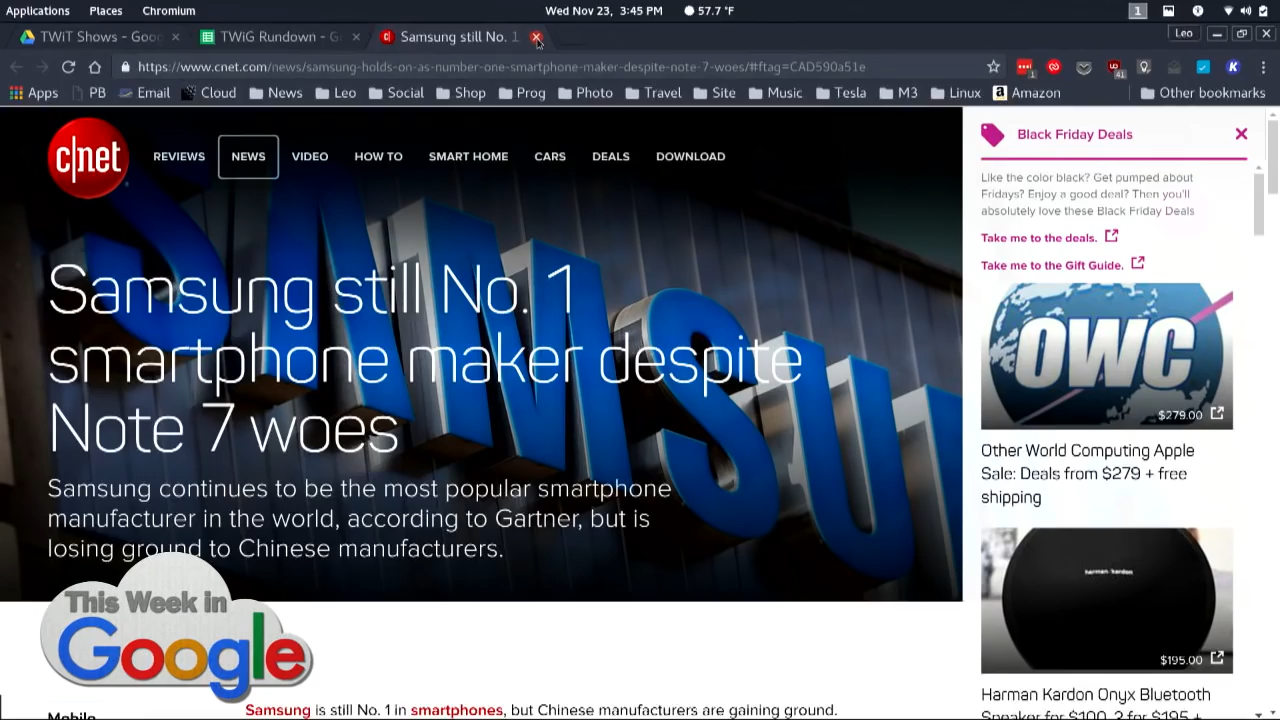 Applications Places Chromium Wed Nov 23, 3:45 PM 57.7 °F 1
TWiT Shows - Goo TWiG Rundown - G Samsung still No. 1 Leo
https://www.cnet.com/news/samsung-holds-on-as-number-one-smartphone-maker-despite-note-7-woes/#ftag=CAD590a51e
Apps PB Email Cloud News Leo Social Shop Prog Photo Travel Site Music Tesla M3 Linux Amazon Other bookmarks
c|net
REVIEWS NEWS VIDEO HOW TO SMART HOME CARS DEALS DOWNLOAD
SAMSU
Samsung still No. 1
smartphone maker despite
Note 7 woes
Samsung continues to be the most popular smartphone
manufacturer in the world, according to Gartner, but is
losing ground to Chinese manufacturers.
This Week in
Google
Mobile
Samsung is still No. 1 in smartphones, but Chinese manufacturers are gaining ground.
Black Friday Deals
Like the color black? Get pumped about
Fridays? Enjoy a good deal? Then you'll
absolutely love these Black Friday Deals
Take me to the deals.
Take me to the Gift Guide.
OWC
$279.00
Other World Computing Apple
Sale: Deals from $279 + free
shipping
harman/kardon
$195.00
Harman Kardon Onyx Bluetooth
Speaker for $100, 2 for $195 +